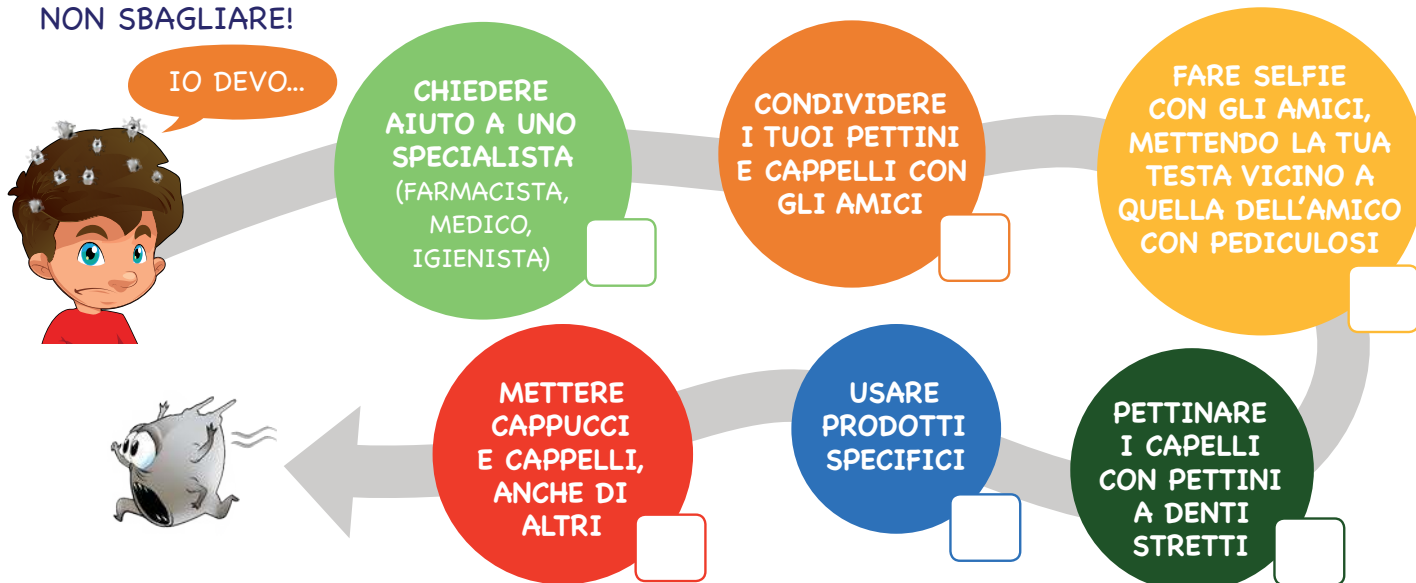 NON SBAGLIARE!
IO DEVO...
CHIEDERE
AIUTO A UNO
SPECIALISTA
(FARMACISTA,
MEDICO,
IGIENISTA)
CONDIVIDERE
I TUOI PETTINI
E CAPPELLI CON
GLI AMICI
FARE SELFIE
CON GLI AMICI,
METTENDO LA TUA
TESTA VICINO A
QUELLA DELL'AMICO
CON PEDICULOSI
PETTINARE
I CAPELLI
CON PETTINI
A DENTI
STRETTI
USARE
PRODOTTI
SPECIFICI
METTERE
CAPPUCCI
E CAPPELLI,
ANCHE DI
ALTRI